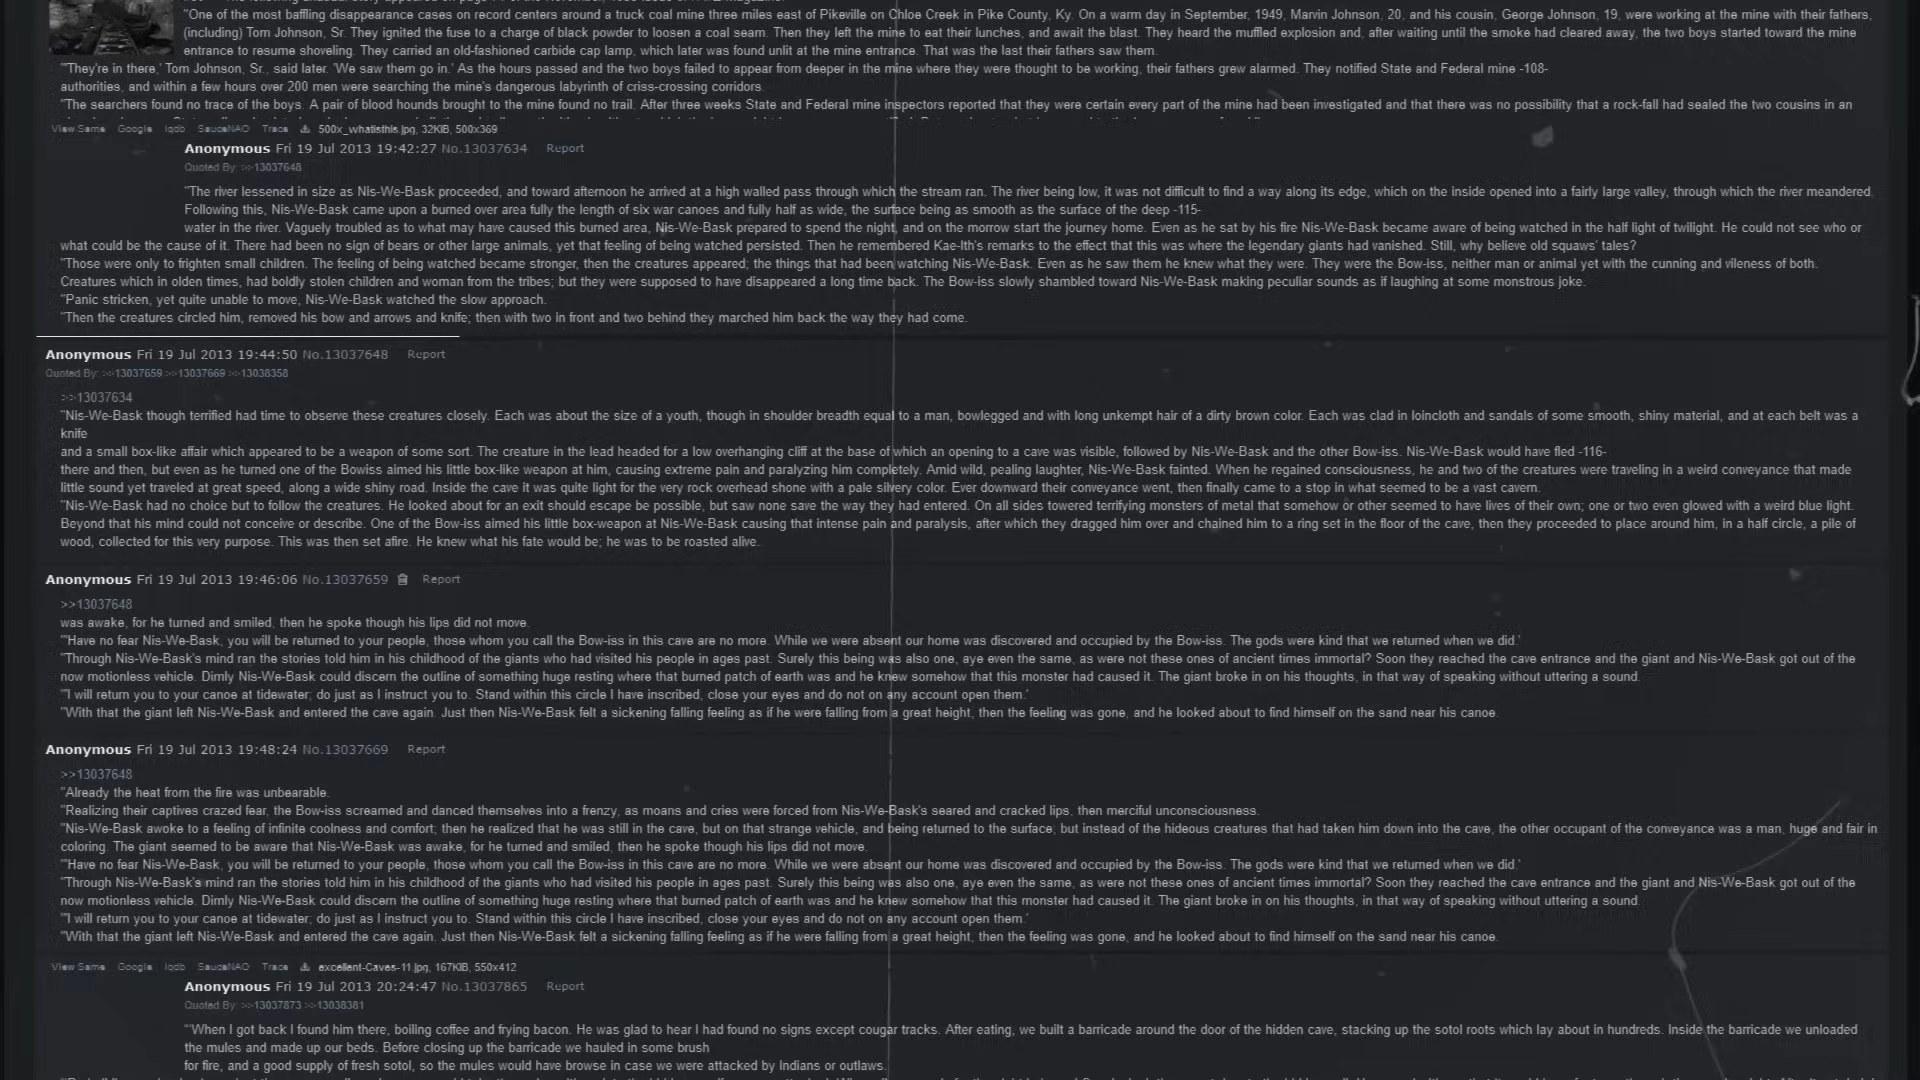 "One of the most baffling disappearance cases on record centers around a truck coal mine three miles east of Pikeville on Chloe Creek in Pike County, Ky. On a warm day in September, 1949, Marvin Johnson, 20, and his cousin, George Johnson, 19, were working at the mine with their fathers,
(including) Tom Johnson, Sr. They ignited the fuse to a charge of black powder to loosen a coal seam. Then they left the mine to eat their lunches, and await the blast. They heard the muffled explosion and, after waiting until the smoke had cleared away, the two boys started toward the mine
entrance to resume shoveling. They carried an old-fashioned carbide cap lamp, which later was found unlit at the mine entrance. That was the last their fathers saw them.
"'They're in there,' Tom Johnson, Sr., said later. 'We saw them go in.' As the hours passed and the two boys failed to appear from deeper in the mine where they were thought to be working, their fathers grew alarmed. They notified State and Federal mine -108-
authorities, and within a few hours over 200 men were searching the mine's dangerous labyrinth of criss-crossing corridors.
"The searchers found no trace of the boys. A pair of blood hounds brought to the mine found no trail. After three weeks State and Federal mine inspectors reported that they were certain every part of the mine had been investigated and that there was no possibility that a rock-fall had sealed the two cousins in an
View Same Google iqdb SauceNAO Trace 500x_whatisthis.jpg, 32KiB, 500x369
Anonymous Fri 19 Jul 2013 19:42:27 No.13037634 Report
Quoted By: >>13037648
"The river lessened in size as Nis-We-Bask proceeded, and toward afternoon he arrived at a high walled pass through which the stream ran. The river being low, it was not difficult to find a way along its edge, which on the inside opened into a fairly large valley, through which the river meandered.
Following this, Nis-We-Bask came upon a burned over area fully the length of six war canoes and fully half as wide, the surface being as smooth as the surface of the deep -115-
water in the river. Vaguely troubled as to what may have caused this burned area, Nis-We-Bask prepared to spend the night, and on the morrow start the journey home. Even as he sat by his fire Nis-We-Bask became aware of being watched in the half light of twilight. He could not see who or
what could be the cause of it. There had been no sign of bears or other large animals, yet that feeling of being watched persisted. Then he remembered Kae-Ith's remarks to the effect that this was where the legendary giants had vanished. Still, why believe old squaws' tales?
"Those were only to frighten small children. The feeling of being watched became stronger, then the creatures appeared; the things that had been watching Nis-We-Bask. Even as he saw them he knew what they were. They were the Bow-iss, neither man or animal yet with the cunning and vileness of both.
Creatures which in olden times, had boldly stolen children and woman from the tribes; but they were supposed to have disappeared a long time back. The Bow-iss slowly shambled toward Nis-We-Bask making peculiar sounds as if laughing at some monstrous joke.
"Panic stricken, yet quite unable to move, Nis-We-Bask watched the slow approach.
"Then the creatures circled him, removed his bow and arrows and knife; then with two in front and two behind they marched him back the way they had come.
Anonymous Fri 19 Jul 2013 19:44:50 No.13037648 Report
Quoted By: >>13037659 >>13037669 >>13038358
>>13037634
"Nis-We-Bask though terrified had time to observe these creatures closely. Each was about the size of a youth, though in shoulder breadth equal to a man, bowlegged and with long unkempt hair of a dirty brown color. Each was clad in loincloth and sandals of some smooth, shiny material, and at each belt was a
knife
and a small box-like affair which appeared to be a weapon of some sort. The creature in the lead headed for a low overhanging cliff at the base of which an opening to a cave was visible, followed by Nis-We-Bask and the other Bow-iss. Nis-We-Bask would have fled -116-
there and then, but even as he turned one of the Bowiss aimed his little box-like weapon at him, causing extreme pain and paralyzing him completely. Amid wild, pealing laughter, Nis-We-Bask fainted. When he regained consciousness, he and two of the creatures were traveling in a weird conveyance that made
little sound yet traveled at great speed, along a wide shiny road. Inside the cave it was quite light for the very rock overhead shone with a pale silvery color. Ever downward their conveyance went, then finally came to a stop in what seemed to be a vast cavern.
"Nis-We-Bask had no choice but to follow the creatures. He looked about for an exit should escape be possible, but saw none save the way they had entered. On all sides towered terrifying monsters of metal that somehow or other seemed to have lives of their own; one or two even glowed with a weird blue light.
Beyond that his mind could not conceive or describe. One of the Bow-iss aimed his little box-weapon at Nis-We-Bask causing that intense pain and paralysis, after which they dragged him over and chained him to a ring set in the floor of the cave, then they proceeded to place around him, in a half circle, a pile of
wood, collected for this very purpose. This was then set afire. He knew what his fate would be; he was to be roasted alive.
Anonymous Fri 19 Jul 2013 19:46:06 No.13037659 Report
>>13037648
was awake, for he turned and smiled, then he spoke though his lips did not move.
"'Have no fear Nis-We-Bask, you will be returned to your people, those whom you call the Bow-iss in this cave are no more. While we were absent our home was discovered and occupied by the Bow-iss. The gods were kind that we returned when we did.'
"Through Nis-We-Bask's mind ran the stories told him in his childhood of the giants who had visited his people in ages past. Surely this being was also one, aye even the same, as were not these ones of ancient times immortal? Soon they reached the cave entrance and the giant and Nis-We-Bask got out of the
now motionless vehicle. Dimly Nis-We-Bask could discern the outline of something huge resting where that burned patch of earth was and he knew somehow that this monster had caused it. The giant broke in on his thoughts, in that way of speaking without uttering a sound.
"'I will return you to your canoe at tidewater; do just as I instruct you to. Stand within this circle I have inscribed, close your eyes and do not on any account open them.'
"With that the giant left Nis-We-Bask and entered the cave again. Just then Nis-We-Bask felt a sickening falling feeling as if he were falling from a great height, then the feeling was gone, and he looked about to find himself on the sand near his canoe.
Anonymous Fri 19 Jul 2013 19:48:24 No.13037669 Report
>>13037648
"Already the heat from the fire was unbearable.
"Realizing their captives crazed fear, the Bow-iss screamed and danced themselves into a frenzy, as moans and cries were forced from Nis-We-Bask's seared and cracked lips, then merciful unconsciousness.
"Nis-We-Bask awoke to a feeling of infinite coolness and comfort; then he realized that he was still in the cave, but on that strange vehicle, and being returned to the surface, but instead of the hideous creatures that had taken him down into the cave, the other occupant of the conveyance was a man, huge and fair in
coloring. The giant seemed to be aware that Nis-We-Bask was awake, for he turned and smiled, then he spoke though his lips did not move.
"'Have no fear Nis-We-Bask, you will be returned to your people, those whom you call the Bow-iss in this cave are no more. While we were absent our home was discovered and occupied by the Bow-iss. The gods were kind that we returned when we did.'
"Through Nis-We-Bask's mind ran the stories told him in his childhood of the giants who had visited his people in ages past. Surely this being was also one, aye even the same, as were not these ones of ancient times immortal? Soon they reached the cave entrance and the giant and Nis-We-Bask got out of the
now motionless vehicle. Dimly Nis-We-Bask could discern the outline of something huge resting where that burned patch of earth was and he knew somehow that this monster had caused it. The giant broke in on his thoughts, in that way of speaking without uttering a sound.
"'I will return you to your canoe at tidewater; do just as I instruct you to. Stand within this circle I have inscribed, close your eyes and do not on any account open them.'
"With that the giant left Nis-We-Bask and entered the cave again. Just then Nis-We-Bask felt a sickening falling feeling as if he were falling from a great height, then the feeling was gone, and he looked about to find himself on the sand near his canoe.
View Same Google iqdb SauceNAO Trace excellent-Caves-11.jpg, 167KiB, 550x412
Anonymous Fri 19 Jul 2013 20:24:47 No.13037865 Report
Quoted By: >>13037873 >>13038381
"'When I got back I found him there, boiling coffee and frying bacon. He was glad to hear I had found no signs except cougar tracks. After eating, we built a barricade around the door of the hidden cave, stacking up the sotol roots which lay about in hundreds. Inside the barricade we unloaded
the mules and made up our beds. Before closing up the barricade we hauled in some brush
for fire, and a good supply of fresh sotol, so the mules would have browse in case we were attacked by Indians or outlaws.